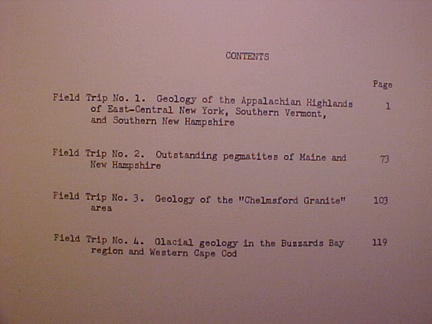 CONTENTS
Page
Field Trip No. 1. Geology of the Appalachian Highlands 1
of East-Central New York, Southern Vermont,
and Southern New Hampshire
Field Trip No. 2. Outstanding pegmatites of Maine and 73
New Hampshire
Field Trip No. 3. Geology of the "Chelmsford Granite" 103
area
Field Trip No. 4. Glacial geology in the Buzzards Bay 119
region and Western Cape Cod